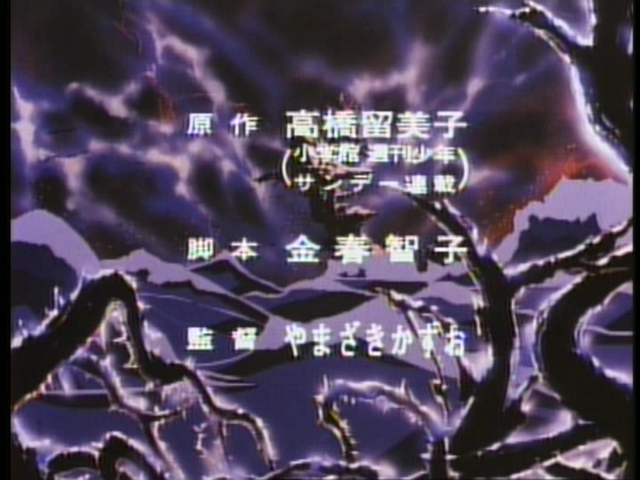 原作 高橋留美子
(小学館 週刊少年
サンデー連載)
脚本 金春智子
監督 やまざきかずお